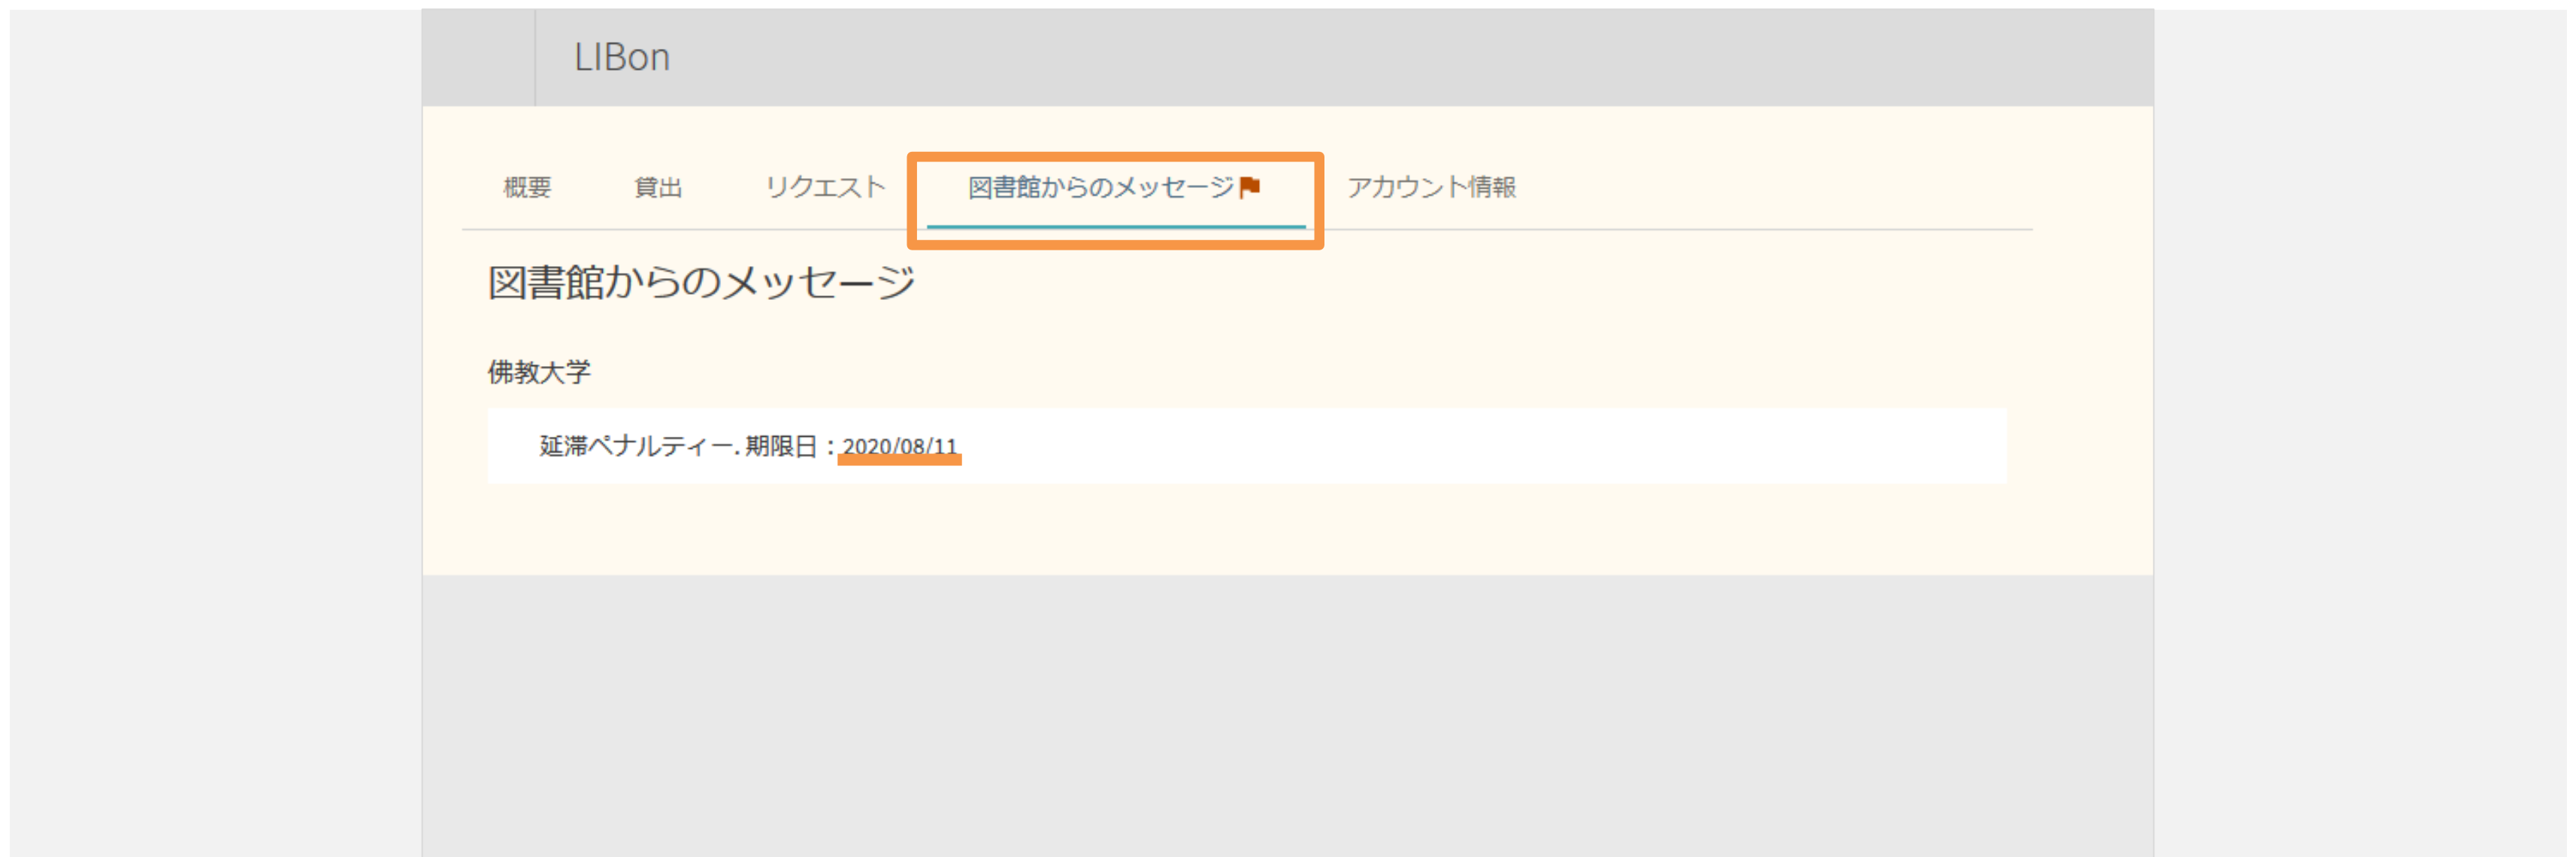 LIBon
概要 貸出 リクエスト 図書館からのメッセージ アカウント情報
図書館からのメッセージ
佛教大学
延滞ペナルティー. 期限日：2020/08/11